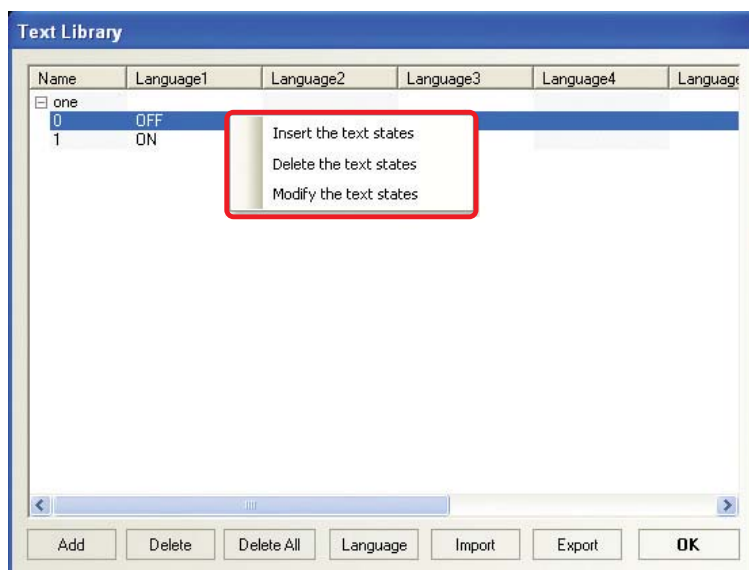 Text Library
Name Language1 Language2 Language3 Language4 Language
one
0 OFF
1 ON
Insert the text states
Delete the text states
Modify the text states
Add Delete Delete All Language Import Export OK